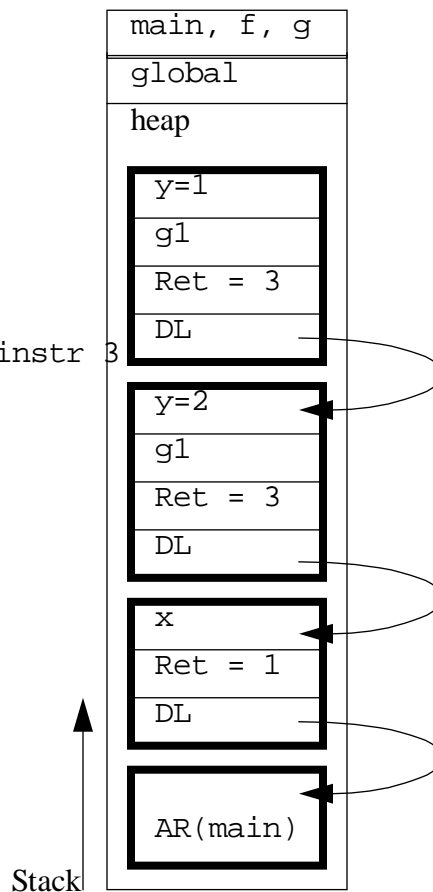 main, f, g
global
heap
y=1
g1
Ret = 3
DL
instr 3
y=2
g1
Ret = 3
DL
x
Ret = 1
DL
AR(main)
Stack